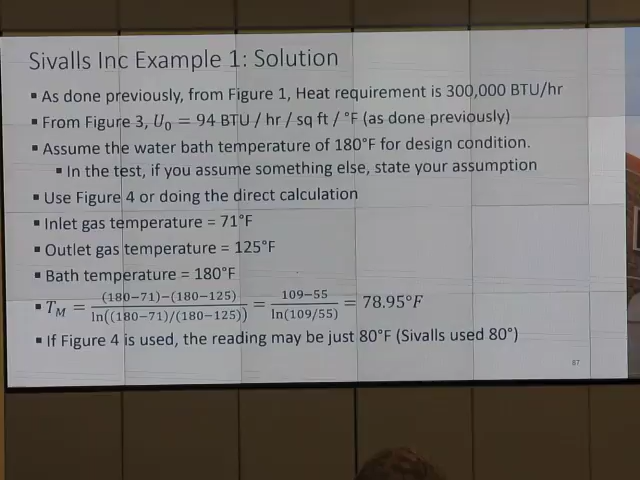 Sivalls Inc Example 1: Solution
▪ As done previously, from Figure 1, Heat requirement is 300,000 BTU/hr
▪ From Figure 3, U₀ = 94 BTU / hr / sq ft / °F (as done previously)
▪ Assume the water bath temperature of 180°F for design condition.
▪ In the test, if you assume something else, state your assumption
▪ Use Figure 4 or doing the direct calculation
▪ Inlet gas temperature = 71°F
▪ Outlet gas temperature = 125°F
▪ Bath temperature = 180°F
▪ T_M = (180−71)−(180−125) / ln((180−71)/(180−125)) = 109−55 / ln(109/55) = 78.95°F
▪ If Figure 4 is used, the reading may be just 80°F (Sivalls used 80°)
87